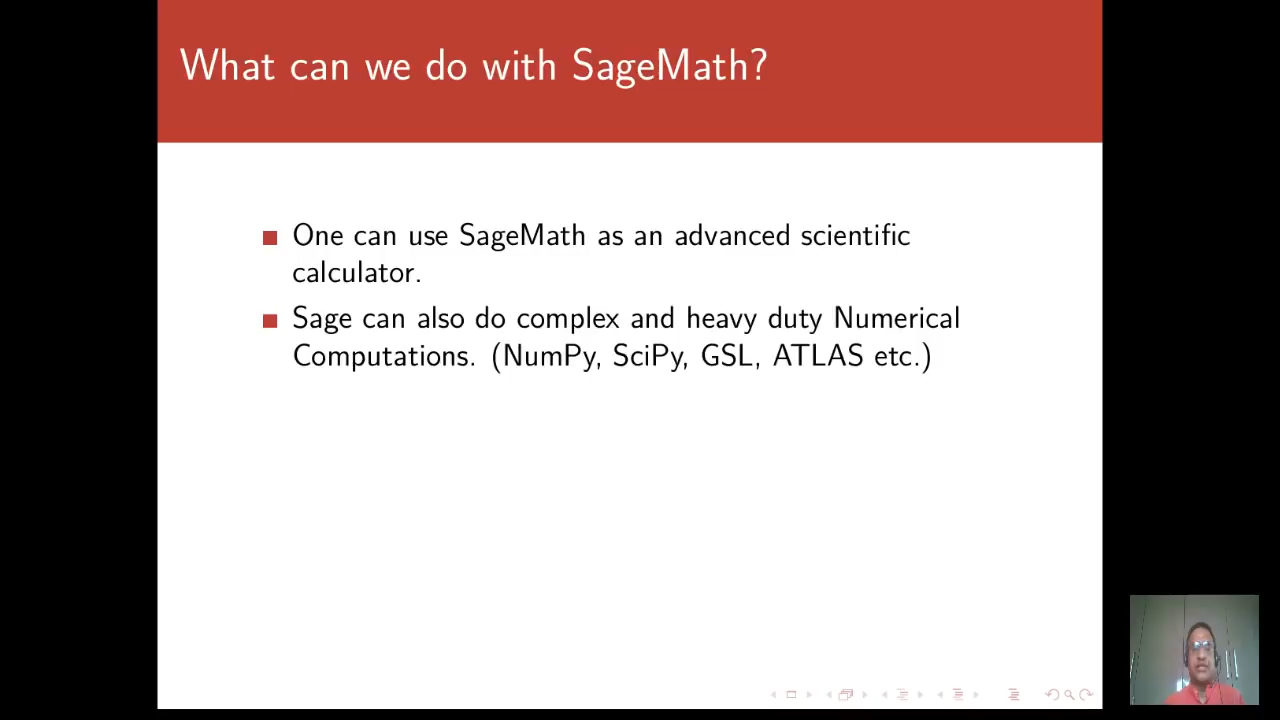 What can we do with SageMath?
One can use SageMath as an advanced scientific
calculator.
Sage can also do complex and heavy duty Numerical
Computations. (NumPy, SciPy, GSL, ATLAS etc.)